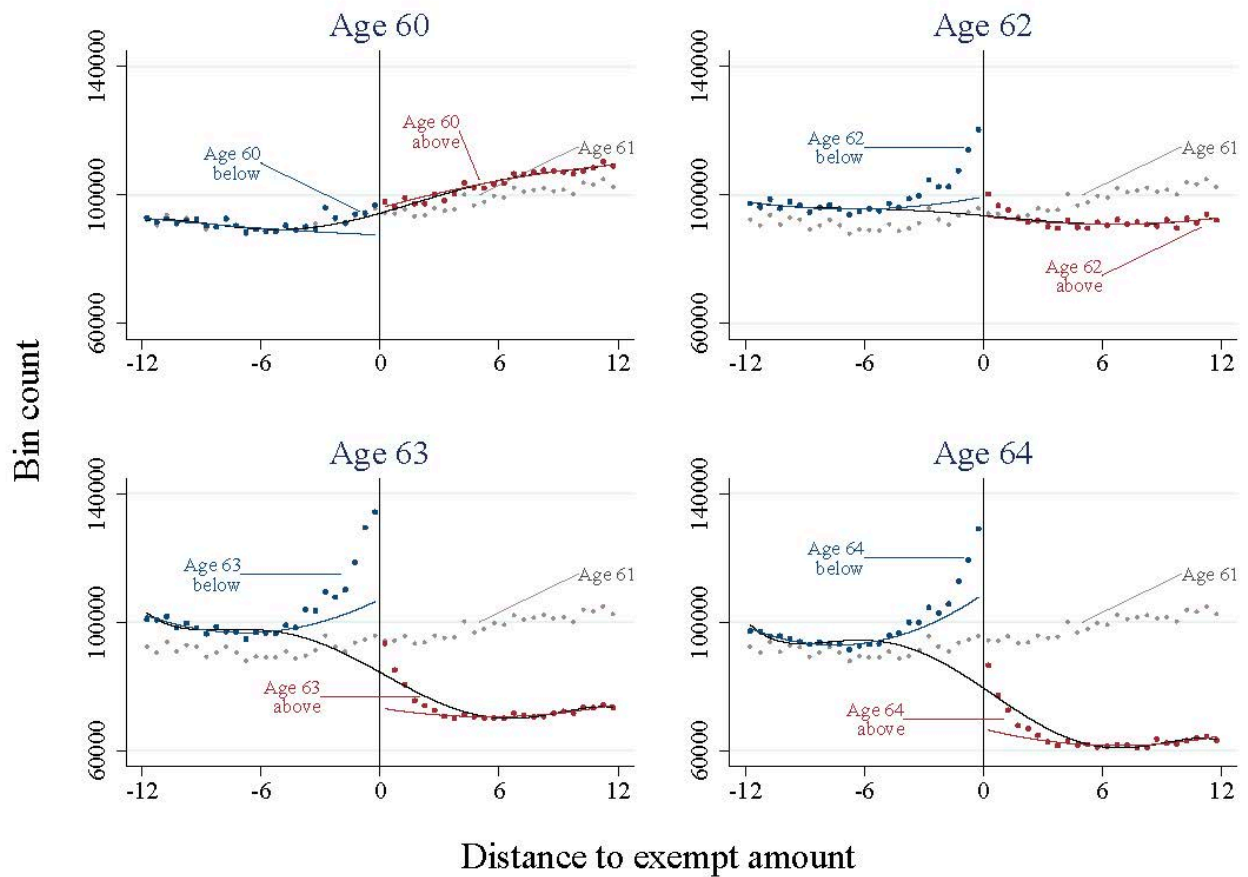 Age 60
140000
100000
60000
Age 60
below
Age 60
above
Age 61
-12
-6
0
6
12
Age 62
140000
100000
60000
Age 62
below
Age 61
Age 62
above
-12
-6
0
6
12
Bin count
Age 63
140000
100000
60000
Age 63
below
Age 61
Age 63
above
-12
-6
0
6
12
Age 64
140000
100000
60000
Age 64
below
Age 61
Age 64
above
-12
-6
0
6
12
Distance to exempt amount